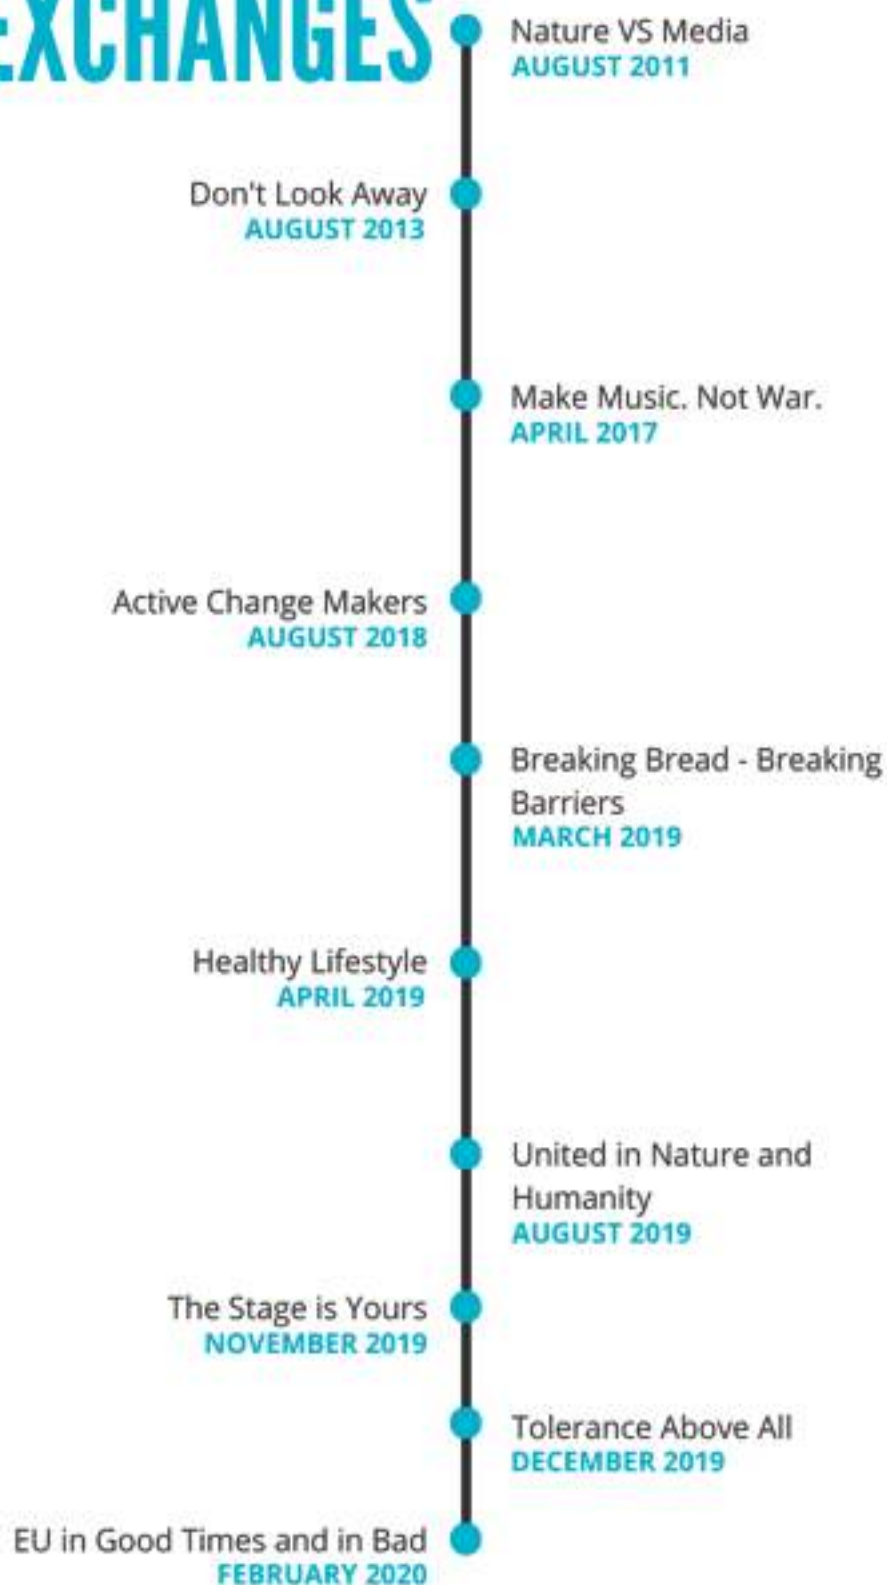 EXCHANGES
Nature VS Media
AUGUST 2011
Don't Look Away
AUGUST 2013
Make Music. Not War.
APRIL 2017
Active Change Makers
AUGUST 2018
Breaking Bread - Breaking
Barriers
MARCH 2019
Healthy Lifestyle
APRIL 2019
United in Nature and
Humanity
AUGUST 2019
The Stage is Yours
NOVEMBER 2019
Tolerance Above All
DECEMBER 2019
EU in Good Times and in Bad
FEBRUARY 2020